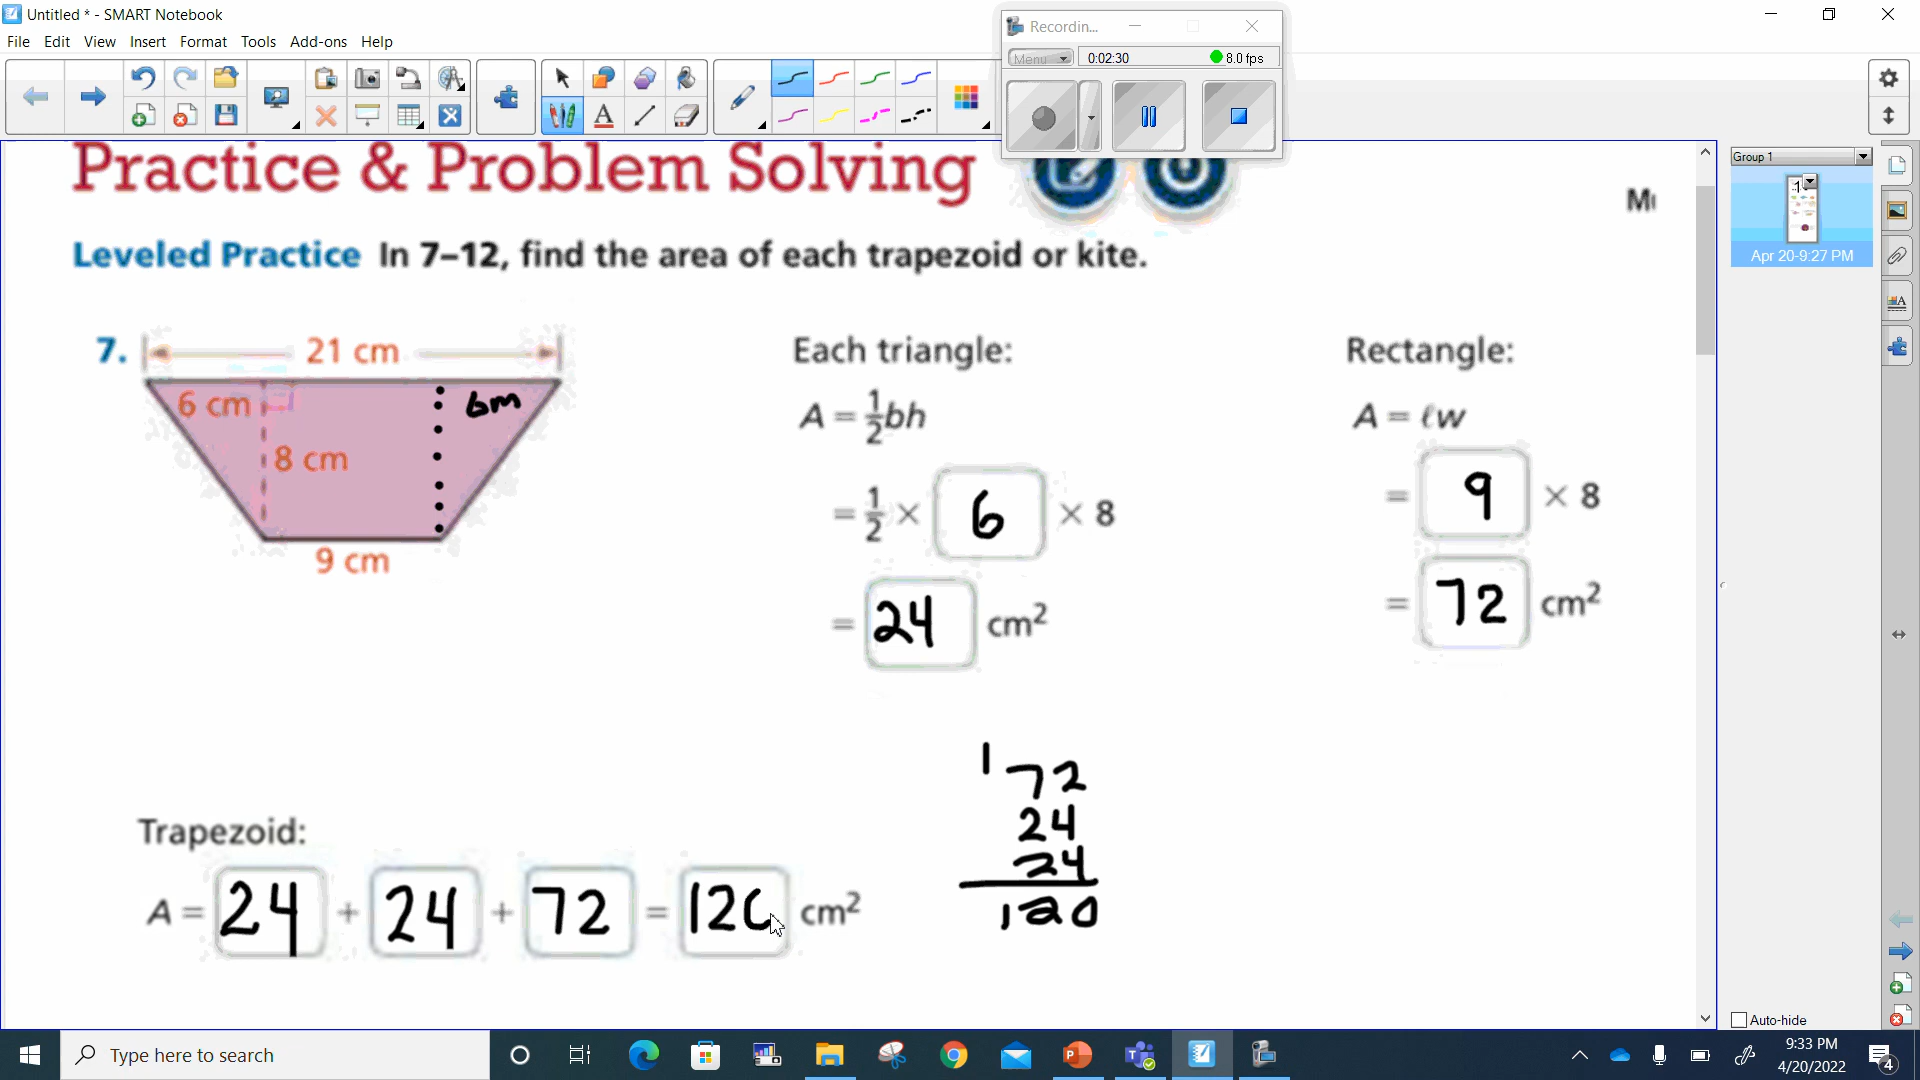 Untitled * - SMART Notebook
File Edit View Insert Format Tools Add-ons Help
Recordin...
Menu 0:02:30 8.0 fps
Practice & Problem Solving
Leveled Practice In 7–12, find the area of each trapezoid or kite.
7. 21 cm
6 cm 6m
8 cm
9 cm
Each triangle:
A = 1/2 bh
= 1/2 × 6 × 8
= 24 cm²
Rectangle:
A = ℓw
= 9 × 8
= 72 cm²
1
72
24
24
120
Trapezoid:
A = 24 + 24 + 72 = 120 cm²
Group 1
Apr 20-9:27 PM
Auto-hide
Type here to search
9:33 PM
4/20/2022
4